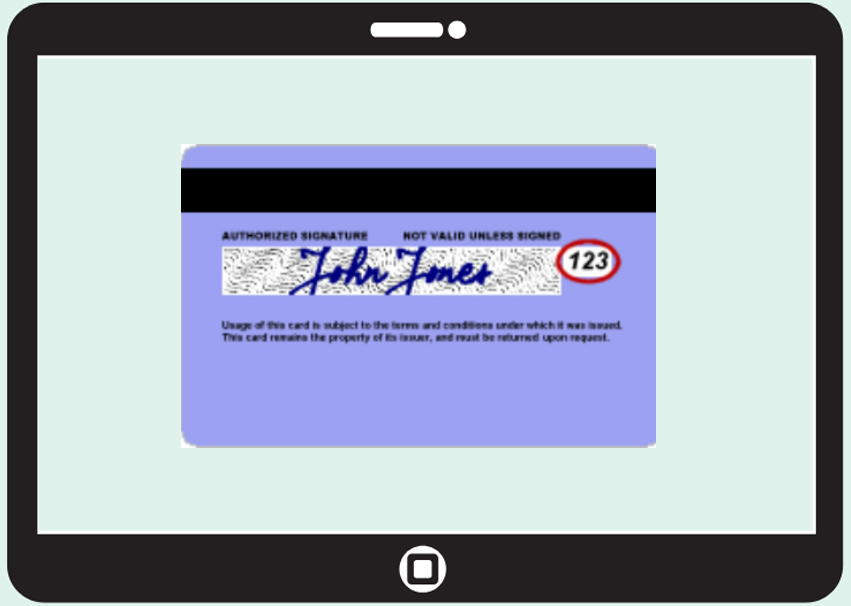 AUTHORIZED SIGNATURE NOT VALID UNLESS SIGNED
John Jones 123
Usage of this card is subject to the terms and conditions under which it was issued.
This card remains the property of its issuer, and must be returned upon request.